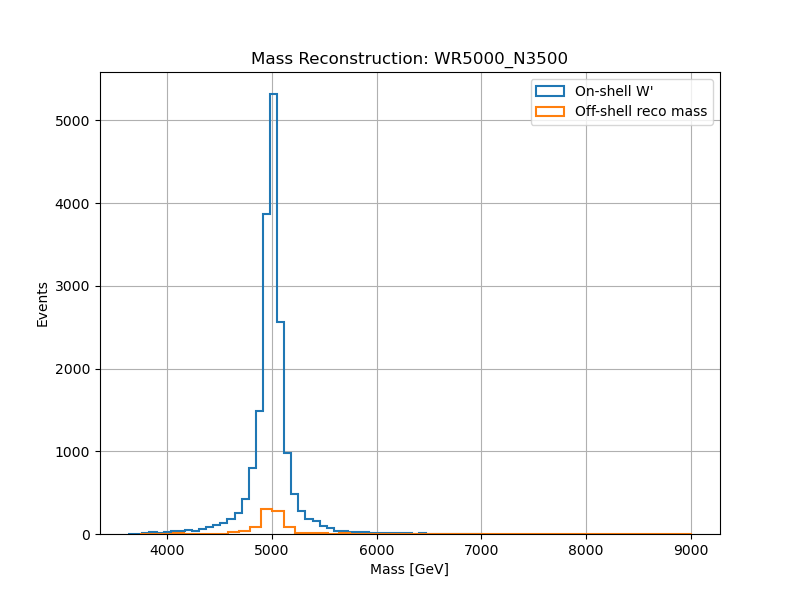 Mass Reconstruction: WR5000_N3500
On-shell W'
Off-shell reco mass
Events
5000
4000
3000
2000
1000
0
4000 5000 6000 7000 8000 9000
Mass [GeV]